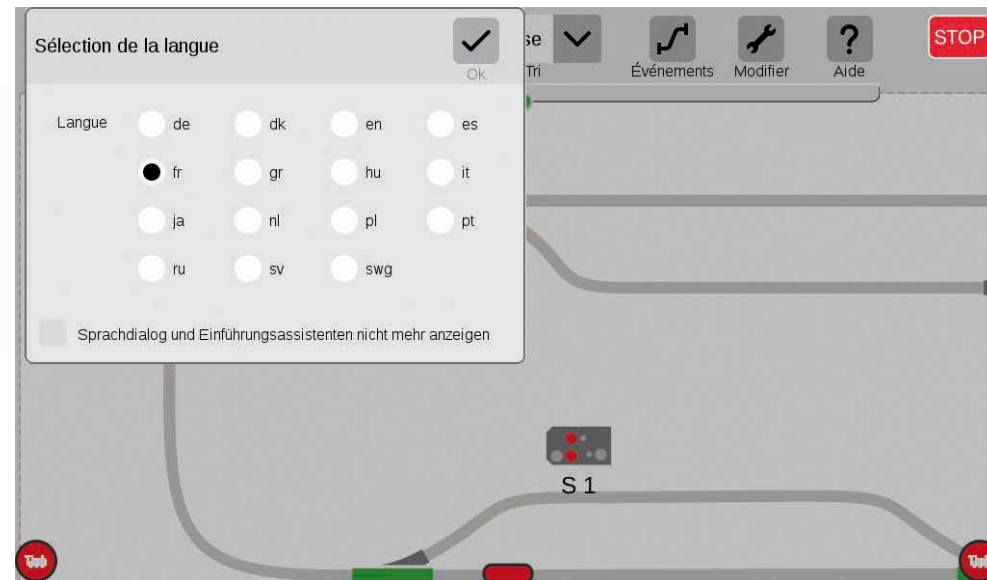 Sélection de la langue
Ok
se
Tri
Événements
Modifier
Aide
STOP
Langue
de
dk
en
es
fr
gr
hu
it
ja
nl
pl
pt
ru
sv
swg
Sprachdialog und Einführungsassistenten nicht mehr anzeigen
S 1